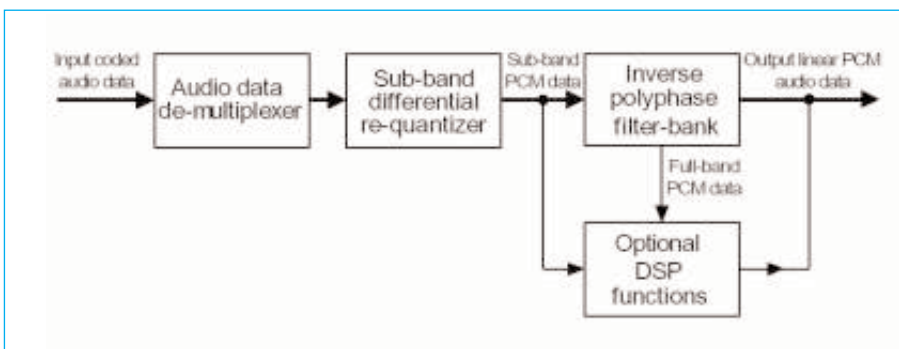 Input coded
audio data
Audio data
de-multiplexer
Sub-band
differential
re-quantizer
Sub-band
PCM data
Inverse
polyphase
filter-bank
Output linear PCM
audio data
Full-band
PCM data
Optional
DSP
functions